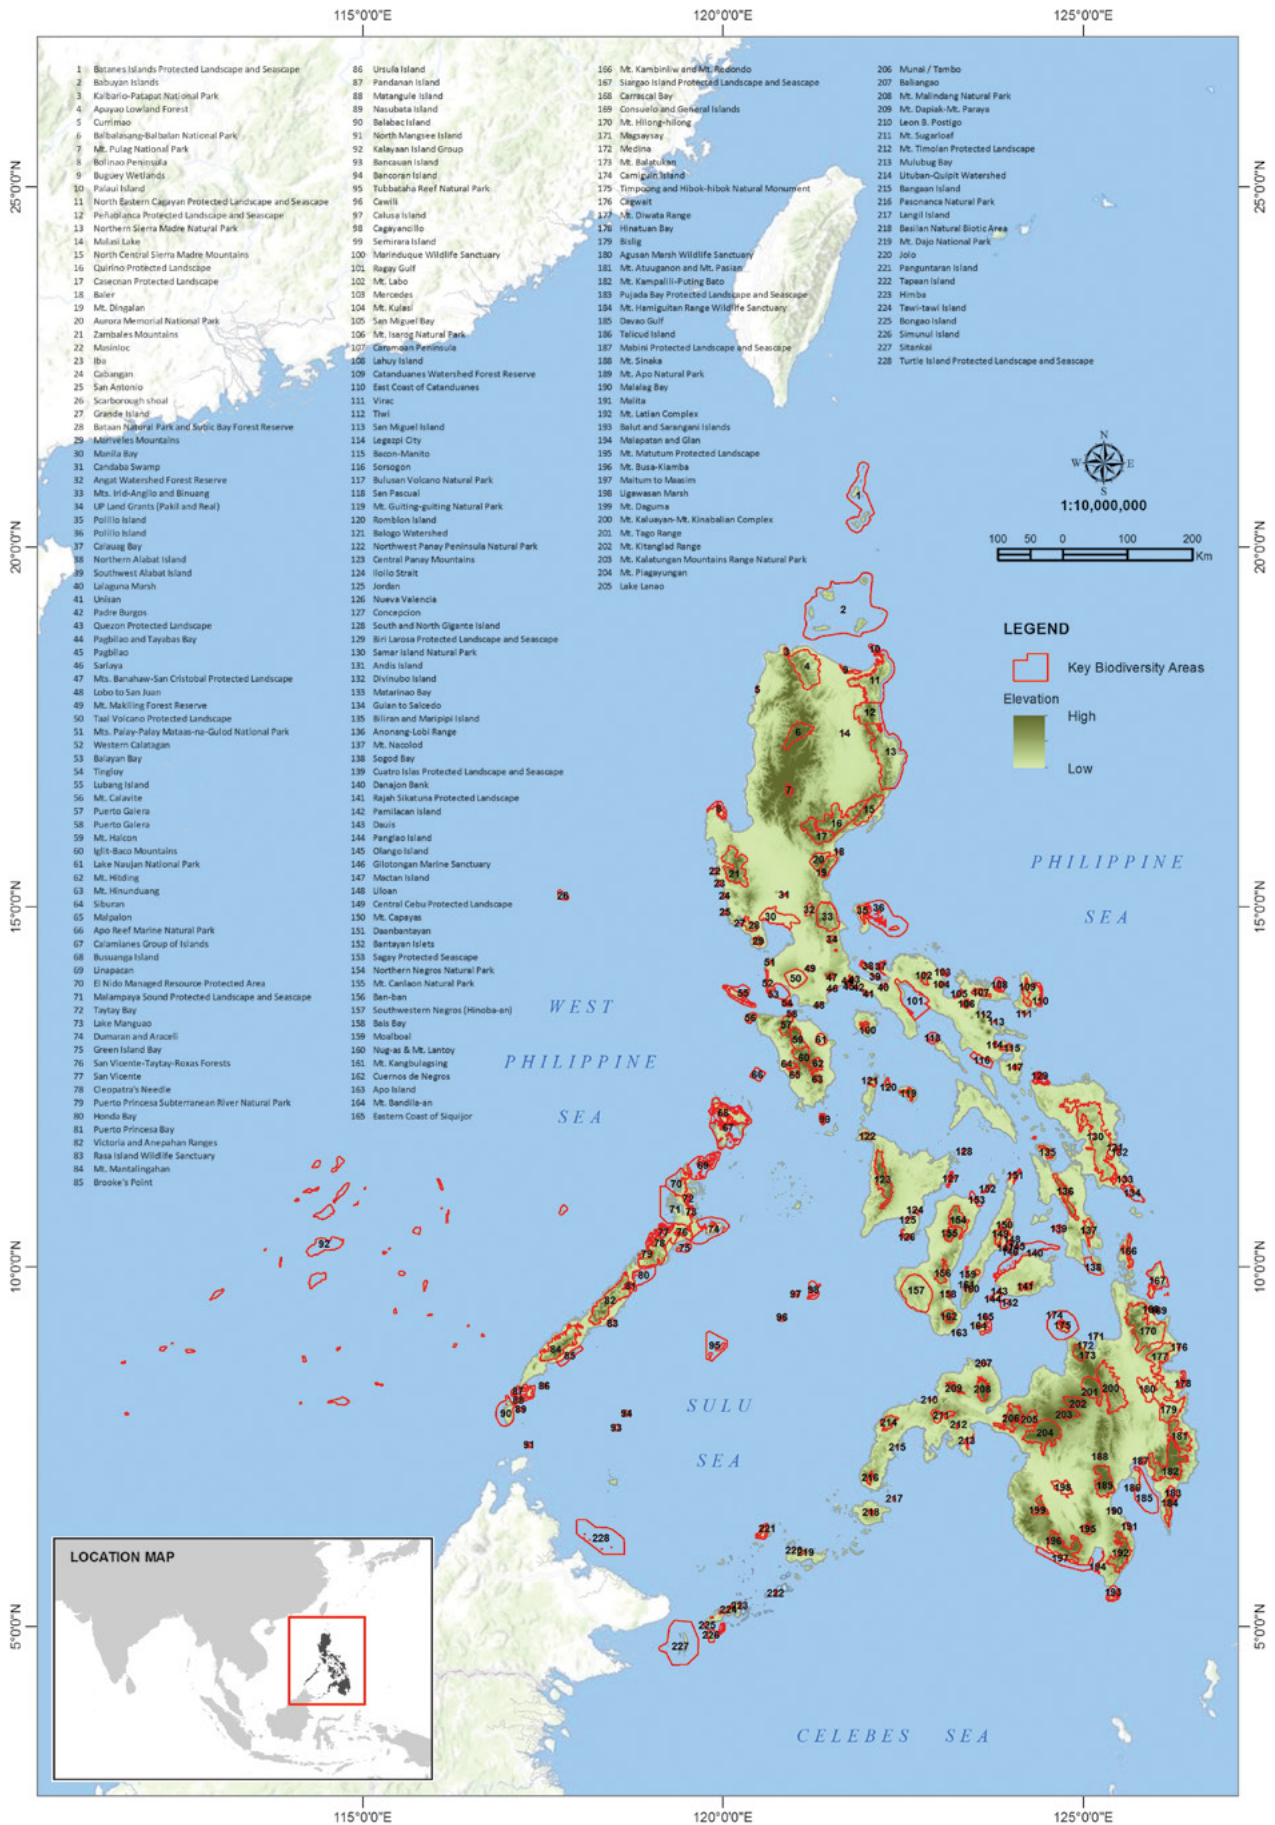 115°0'0"E 120°0'0"E 125°0'0"E
1 Batanes Islands Protected Landscape and Seascape
2 Babuyan Islands
3 Kalbario-Patapat National Park
4 Apayao Lowland Forest
5 Currimao
6 Balbalasang-Balbalan National Park
7 Mt. Pulag National Park
8 Bolinao Peninsula
9 Buguey Wetlands
10 Palaui Island
11 North Eastern Cagayan Protected Landscape and Seascape
12 Peñablanca Protected Landscape and Seascape
13 Northern Sierra Madre Natural Park
14 Malasi Lake
15 North Central Sierra Madre Mountains
16 Quirino Protected Landscape
17 Casecnan Protected Landscape
18 Baler
19 Mt. Dingalan
20 Aurora Memorial National Park
21 Zambales Mountains
22 Masinloc
23 Iba
24 Cabangan
25 San Antonio
26 Scarborough shoal
27 Grande Island
28 Bataan Natural Park and Subic Bay Forest Reserve
29 Mariveles Mountains
30 Manila Bay
31 Candaba Swamp
32 Angat Watershed Forest Reserve
33 Mts. Irid-Angilo and Binuang
34 UP Land Grants (Pakil and Real)
35 Polillo Island
36 Polillo Island
37 Calauag Bay
38 Northern Alabat Island
39 Southwest Alabat Island
40 Lalaguna Marsh
41 Unisan
42 Padre Burgos
43 Quezon Protected Landscape
44 Pagbilao and Tayabas Bay
45 Pagbilao
46 Sariaya
47 Mts. Banahaw-San Cristobal Protected Landscape
48 Lobo to San Juan
49 Mt. Makiling Forest Reserve
50 Taal Volcano Protected Landscape
51 Mts. Palay-Palay Mataas-na-Gulod National Park
52 Western Calatagan
53 Balayan Bay
54 Tingloy
55 Lubang Island
56 Mt. Calavite
57 Puerto Galera
58 Puerto Galera
59 Mt. Halcon
60 Iglit-Baco Mountains
61 Lake Naujan National Park
62 Mt. Hitding
63 Mt. Hinunduang
64 Siburan
65 Malpalon
66 Apo Reef Marine Natural Park
67 Calamianes Group of Islands
68 Busuanga Island
69 Linapacan
70 El Nido Managed Resource Protected Area
71 Malampaya Sound Protected Landscape and Seascape
72 Taytay Bay
73 Lake Manguao
74 Dumaran and Araceli
75 Green Island Bay
76 San Vicente-Taytay-Roxas Forests
77 San Vicente
78 Cleopatra's Needle
79 Puerto Princesa Subterranean River Natural Park
80 Honda Bay
81 Puerto Princesa Bay
82 Victoria and Anepahan Ranges
83 Rasa Island Wildlife Sanctuary
84 Mt. Mantalingahan
85 Brooke's Point
86 Ursula Island
87 Pandanan Island
88 Matangule Island
89 Nasubata Island
90 Balabac Island
91 North Mangsee Island
92 Kalayaan Island Group
93 Bancauan Island
94 Bancoran Island
95 Tubbataha Reef Natural Park
96 Cawili
97 Calusa Island
98 Cagayancillo
99 Semirara Island
100 Marinduque Wildlife Sanctuary
101 Ragay Gulf
102 Mt. Labo
103 Mercedes
104 Mt. Kulasi
105 San Miguel Bay
106 Mt. Isarog Natural Park
107 Caramoan Peninsula
108 Lahuy Island
109 Catanduanes Watershed Forest Reserve
110 East Coast of Catanduanes
111 Virac
112 Tiwi
113 San Miguel Island
114 Legazpi City
115 Bacon-Manito
116 Sorsogon
117 Bulusan Volcano Natural Park
118 San Pascual
119 Mt. Guiting-guiting Natural Park
120 Romblon Island
121 Balogo Watershed
122 Northwest Panay Peninsula Natural Park
123 Central Panay Mountains
124 Iloilo Strait
125 Jordan
126 Nueva Valencia
127 Concepcion
128 South and North Gigante Island
129 Biri Larosa Protected Landscape and Seascape
130 Samar Island Natural Park
131 Andis Island
132 Divinubo Island
133 Matarinao Bay
134 Guian to Salcedo
135 Biliran and Maripipi Island
136 Anonang-Lobi Range
137 Mt. Nacolod
138 Sogod Bay
139 Cuatro Islas Protected Landscape and Seascape
140 Danajon Bank
141 Rajah Sikatuna Protected Landscape
142 Pamilacan Island
143 Dauis
144 Panglao Island
145 Olango Island
146 Gilotongan Marine Sanctuary
147 Mactan Island
148 Liloan
149 Central Cebu Protected Landscape
150 Mt. Capayas
151 Daanbantayan
152 Bantayan Islets
153 Sagay Protected Seascape
154 Northern Negros Natural Park
155 Mt. Canlaon Natural Park
156 Ban-ban
157 Southwestern Negros (Hinoba-an)
158 Bais Bay
159 Moalboal
160 Nug-as & Mt. Lantoy
161 Mt. Kangbulagsing
162 Cuernos de Negros
163 Apo Island
164 Mt. Bandila-an
165 Eastern Coast of Siquijor
166 Mt. Kambinliw and Mt. Redondo
167 Siargao Island Protected Landscape and Seascape
168 Carrascal Bay
169 Consuelo and General Islands
170 Mt. Hilong-hilong
171 Magsaysay
172 Medina
173 Mt. Balatukan
174 Camiguin Island
175 Timpoong and Hibok-hibok Natural Monument
176 Cagwait
177 Mt. Diwata Range
178 Hinatuan Bay
179 Bislig
180 Agusan Marsh Wildlife Sanctuary
181 Mt. Atuuganon and Mt. Pasian
182 Mt. Kampalili-Puting Bato
183 Pujada Bay Protected Landscape and Seascape
184 Mt. Hamiguitan Range Wildlife Sanctuary
185 Davao Gulf
186 Talicud Island
187 Mabini Protected Landscape and Seascape
188 Mt. Sinaka
189 Mt. Apo Natural Park
190 Malalag Bay
191 Malita
192 Mt. Latian Complex
193 Balut and Sarangani Islands
194 Malapatan and Glan
195 Mt. Matutum Protected Landscape
196 Mt. Busa-Kiamba
197 Maitum to Maasim
198 Ligawasan Marsh
199 Mt. Daguma
200 Mt. Kaluayan-Mt. Kinabalian Complex
201 Mt. Tago Range
202 Mt. Kitanglad Range
203 Mt. Kalatungan Mountains Range Natural Park
204 Mt. Piagayungan
205 Lake Lanao
206 Munai / Tambo
207 Baliangao
208 Mt. Malindang Natural Park
209 Mt. Dapiak-Mt. Paraya
210 Leon B. Postigo
211 Mt. Sugarloaf
212 Mt. Timolan Protected Landscape
213 Mulubug Bay
214 Lituban-Quipit Watershed
215 Bangaan Island
216 Pasonanca Natural Park
217 Langil Island
218 Basilan Natural Biotic Area
219 Mt. Dajo National Park
220 Jolo
221 Panguntaran Island
222 Tapaan Island
223 Himba
224 Tawi-tawi Island
225 Bongao Island
226 Simunul Island
227 Sitankai
228 Turtle Island Protected Landscape and Seascape
N
W E
S
1:10,000,000
100 50 0 100 200
Km
LEGEND
Key Biodiversity Areas
Elevation
High
Low
PHILIPPINE
SEA
WEST
PHILIPPINE
SEA
SULU
SEA
CELEBES SEA
LOCATION MAP
25°0'0"N 25°0'0"N
20°0'0"N 20°0'0"N
15°0'0"N 15°0'0"N
10°0'0"N 10°0'0"N
5°0'0"N 5°0'0"N
115°0'0"E 120°0'0"E 125°0'0"E